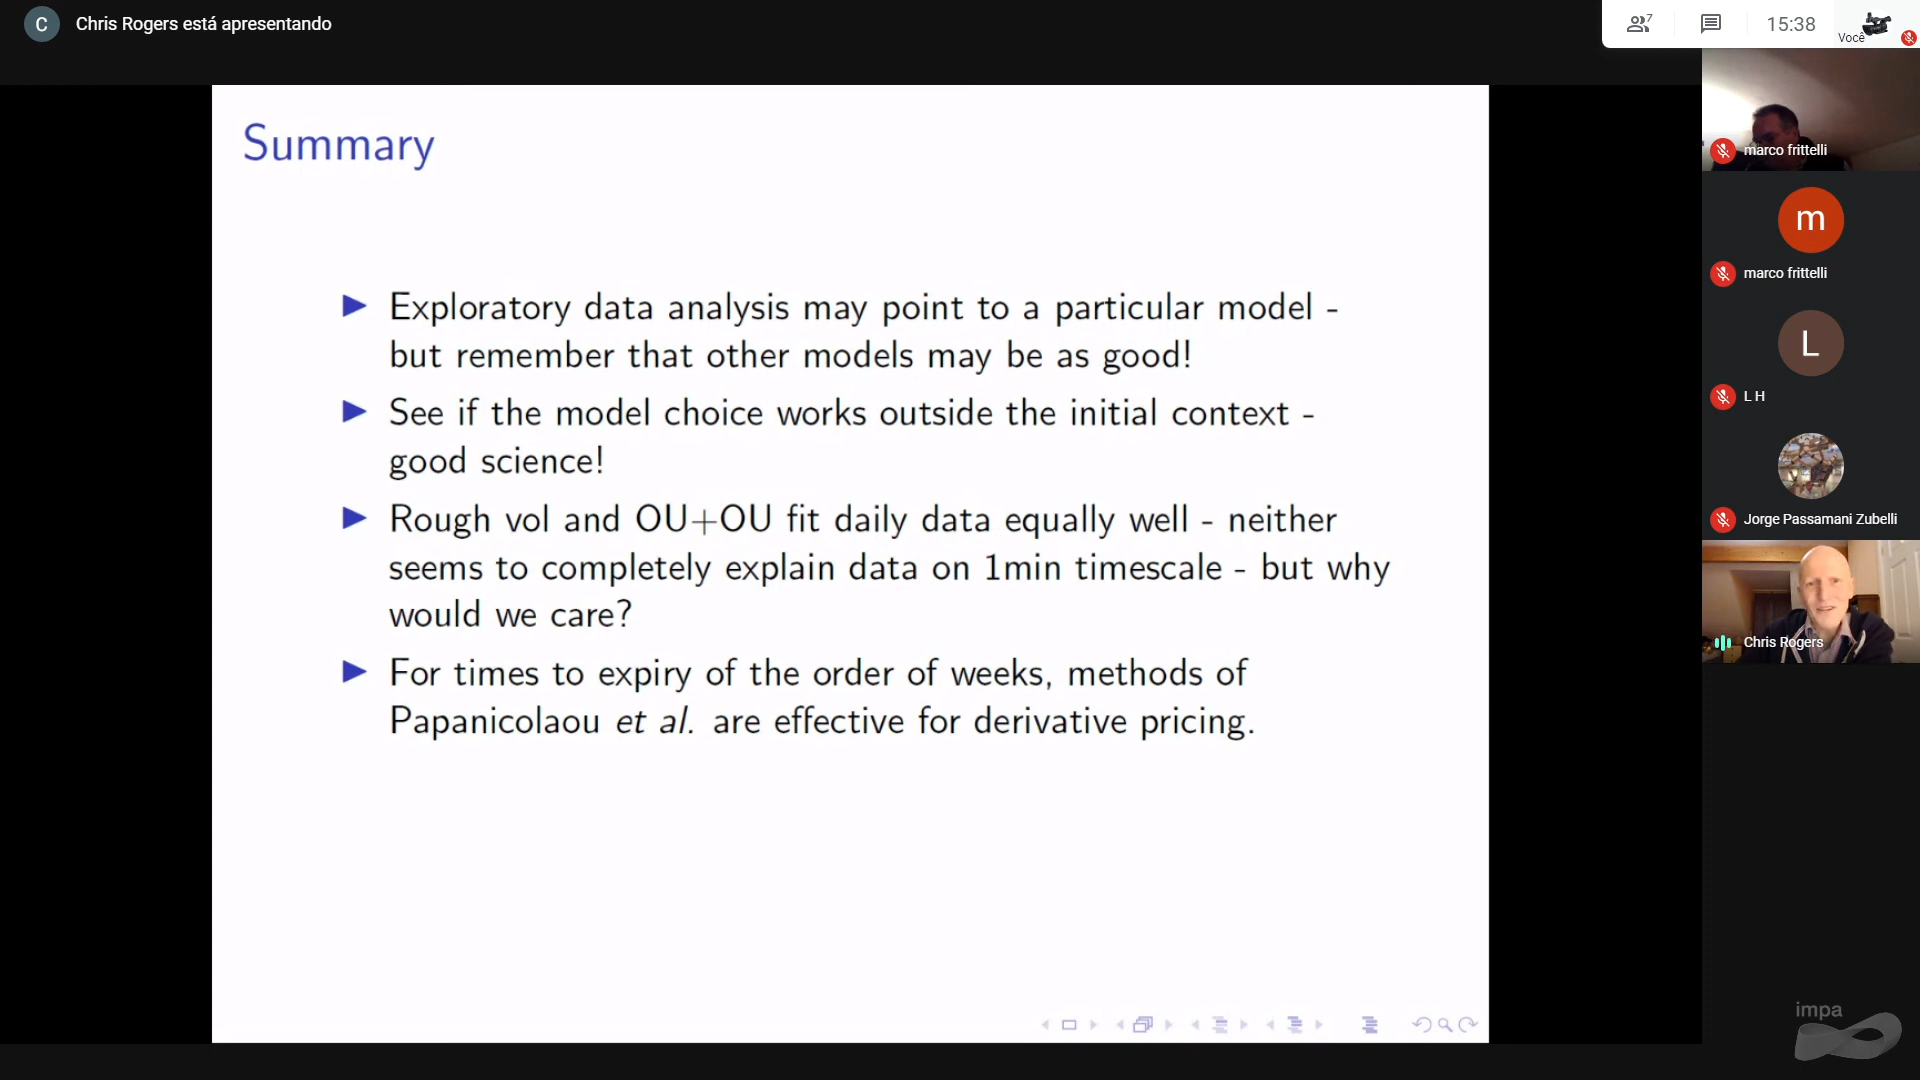 C
Chris Rogers está apresentando
7
15:38
Você
Summary
Exploratory data analysis may point to a particular model -
but remember that other models may be as good!
See if the model choice works outside the initial context -
good science!
Rough vol and OU+OU fit daily data equally well - neither
seems to completely explain data on 1min timescale - but why
would we care?
For times to expiry of the order of weeks, methods of
Papanicolaou et al. are effective for derivative pricing.
marco frittelli
m
marco frittelli
L
L H
Jorge Passamani Zubelli
Chris Rogers
impa